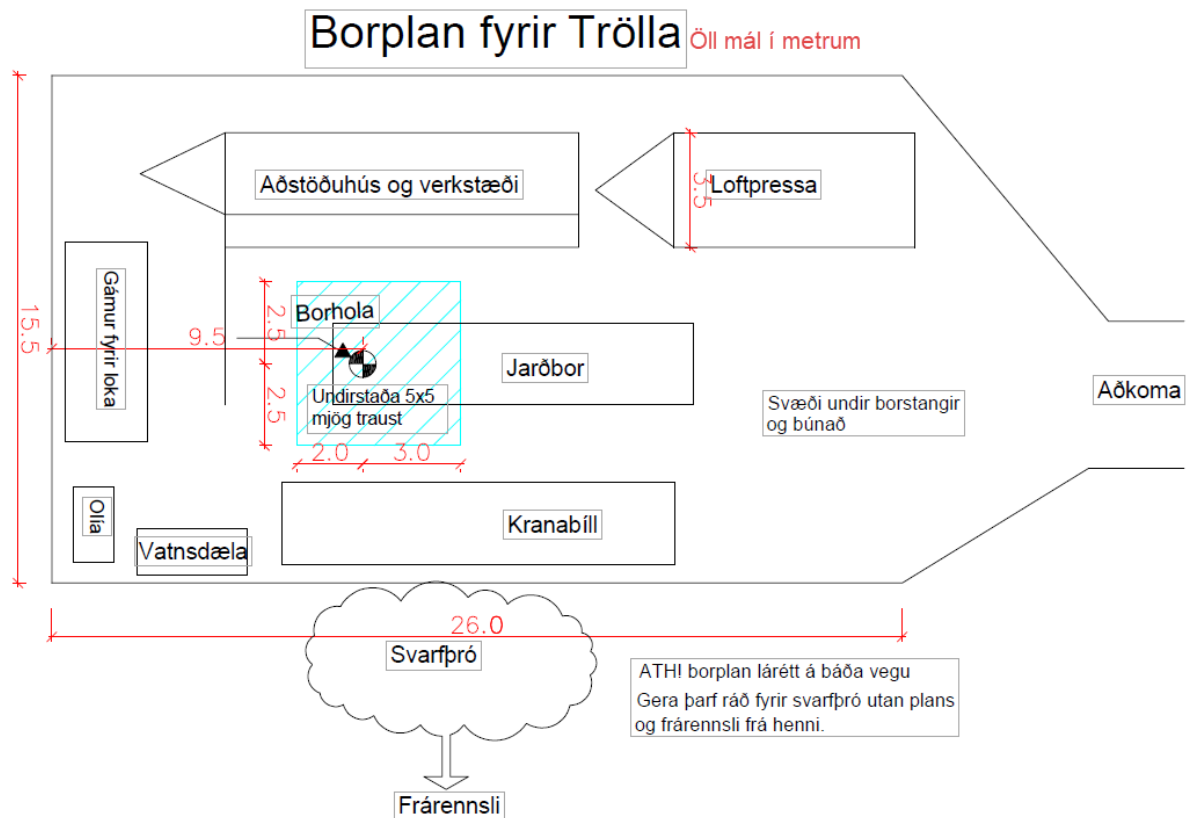 Borplan fyrir Trölla
Öll mál í metrum
Aðstöðuhús og verkstæði
Loftpressa
3.5
Gámur fyrir loka
Borhola
2.5
9.5
15.5
Jarðbor
2.5
Undirstaða 5x5
mjög traust
Aðkoma
Svæði undir borstangir
og búnað
2.0
3.0
Olía
Vatnsdæla
Kranabíll
26.0
Svarfþró
ATH! borplan lárétt á báða vegu
Gera þarf ráð fyrir svarfþró utan plans
og frárennsli frá henni.
Frárennsli